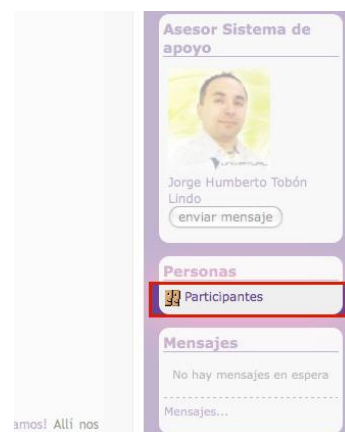 Asesor Sistema de
apoyo
Jorge Humberto Tobón
Lindo
enviar mensaje
Personas
Participantes
Mensajes
No hay mensajes en espera
Mensajes...
amos! Allí nos